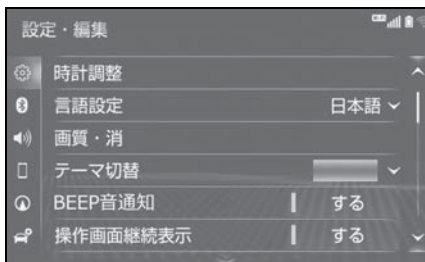 設定・編集
時計調整
言語設定 日本語
画質・消
テーマ切替
BEEP音通知 する
操作画面継続表示 する